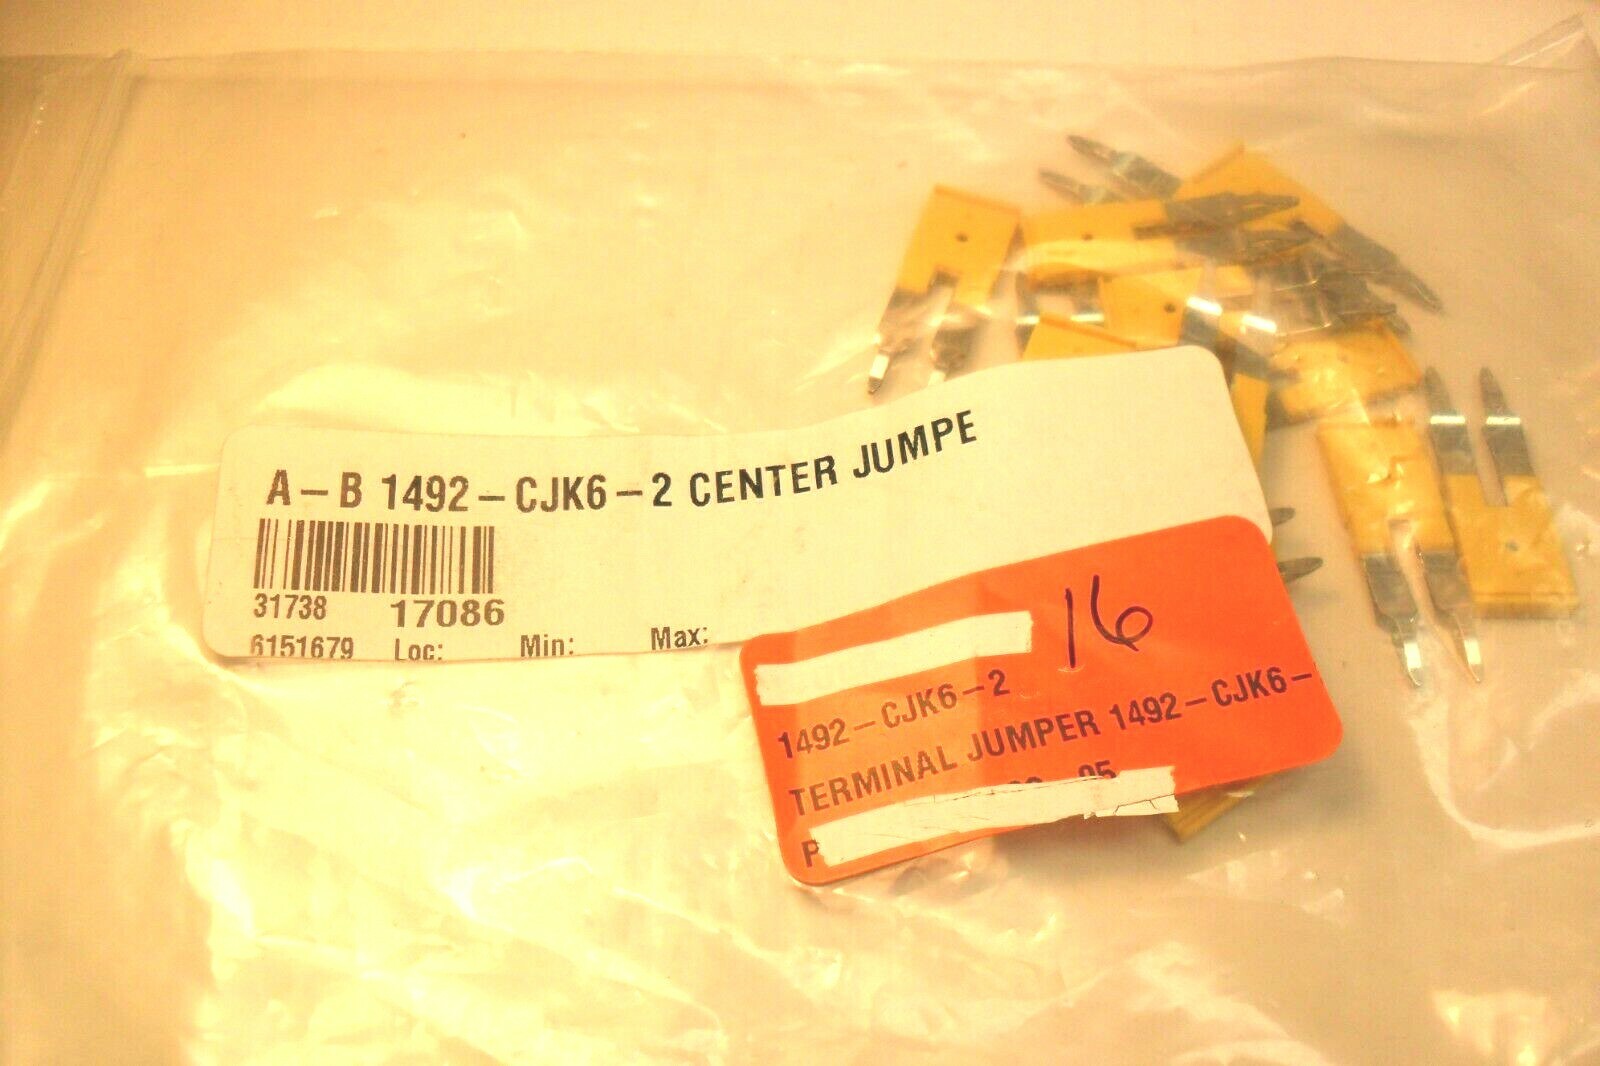 A-B 1492-CJK6-2 CENTER JUMPE
31738 17086
6151679 Loc: Min: Max:
16
1492-CJK6-2
TERMINAL JUMPER 1492-CJK6-
P